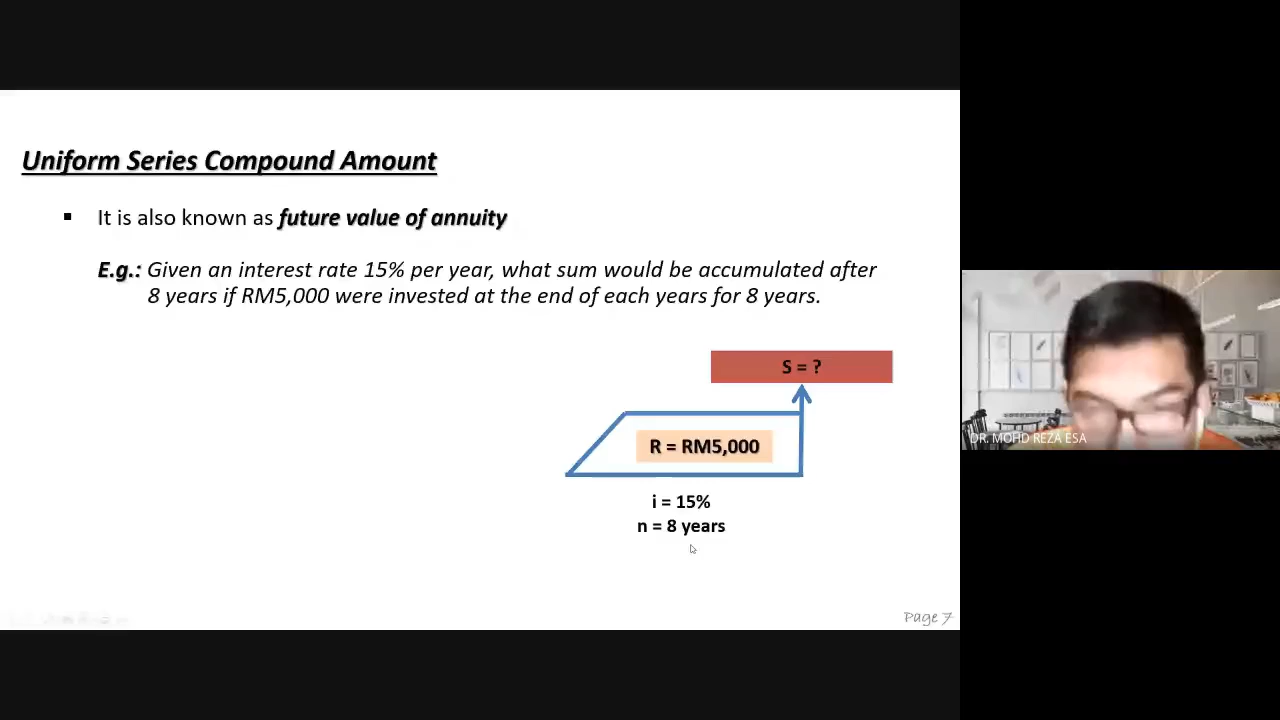 Uniform Series Compound Amount
▪ It is also known as future value of annuity
E.g.: Given an interest rate 15% per year, what sum would be accumulated after
8 years if RM5,000 were invested at the end of each years for 8 years.
S = ?
R = RM5,000
i = 15%
n = 8 years
Page 7
DR. MOHD REZA ESA